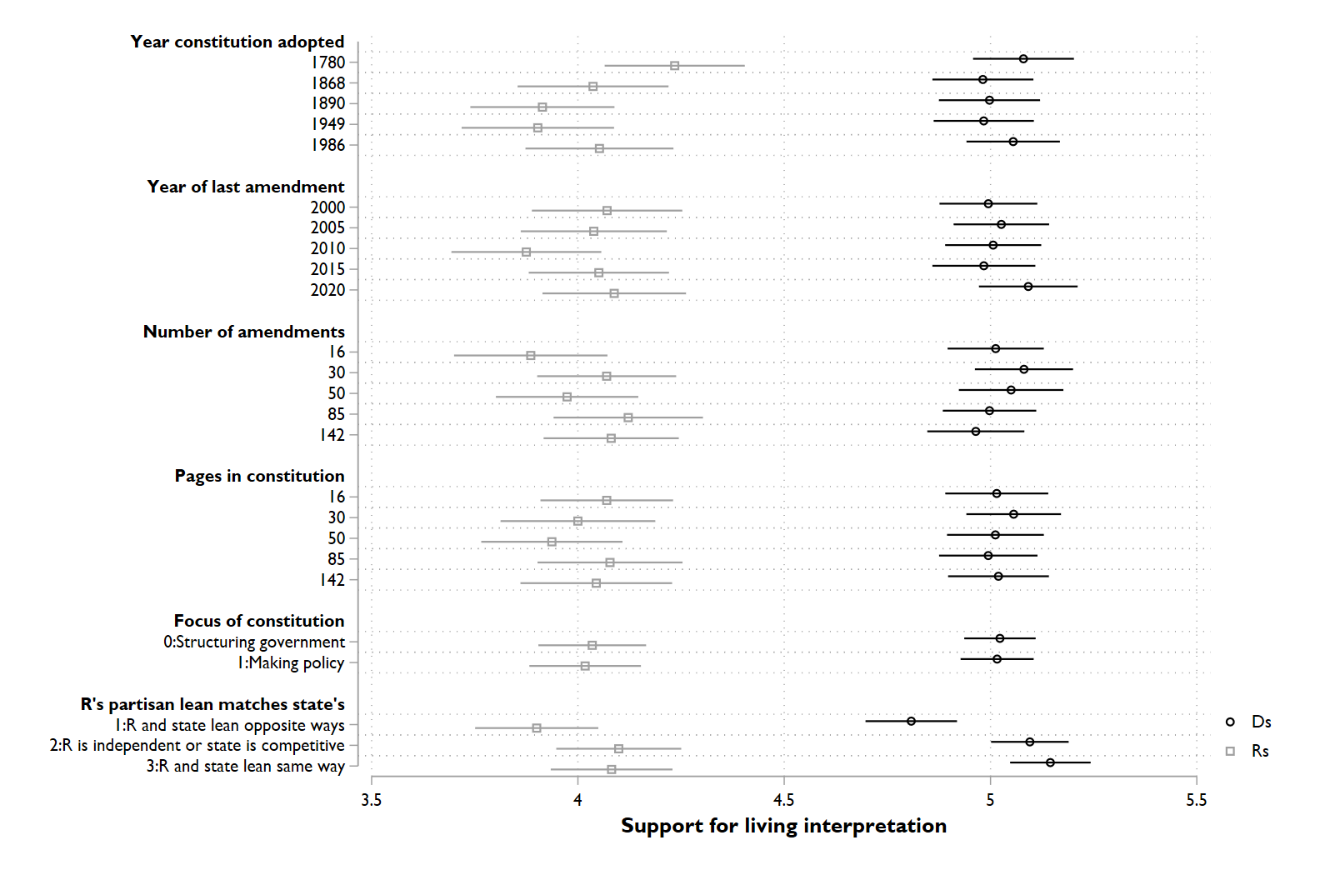 Year constitution adopted
1780
1868
1890
1949
1986
Year of last amendment
2000
2005
2010
2015
2020
Number of amendments
16
30
50
85
142
Pages in constitution
16
30
50
85
142
Focus of constitution
0:Structuring government
1:Making policy
R's partisan lean matches state's
1:R and state lean opposite ways
2:R is independent or state is competitive
3:R and state lean same way
Ds
Rs
3.5 4 4.5 5 5.5
Support for living interpretation